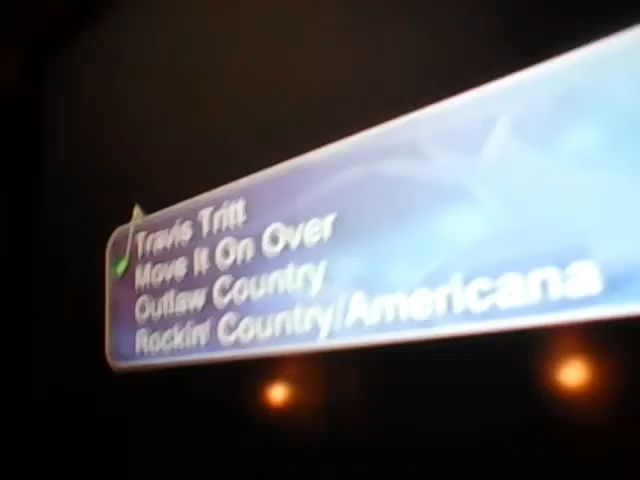 Travis Tritt
Move It On Over
Outlaw Country
Rockin' Country/Americana